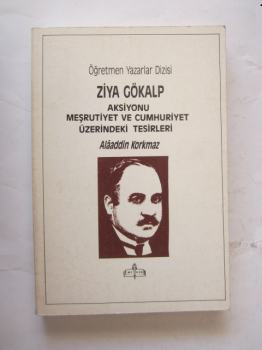 Öğretmen Yazarlar Dizisi
ZİYA GÖKALP
AKSİYONU
MEŞRUTİYET VE CUMHURİYET
ÜZERİNDEKİ TESİRLERİ
Alâaddin Korkmaz